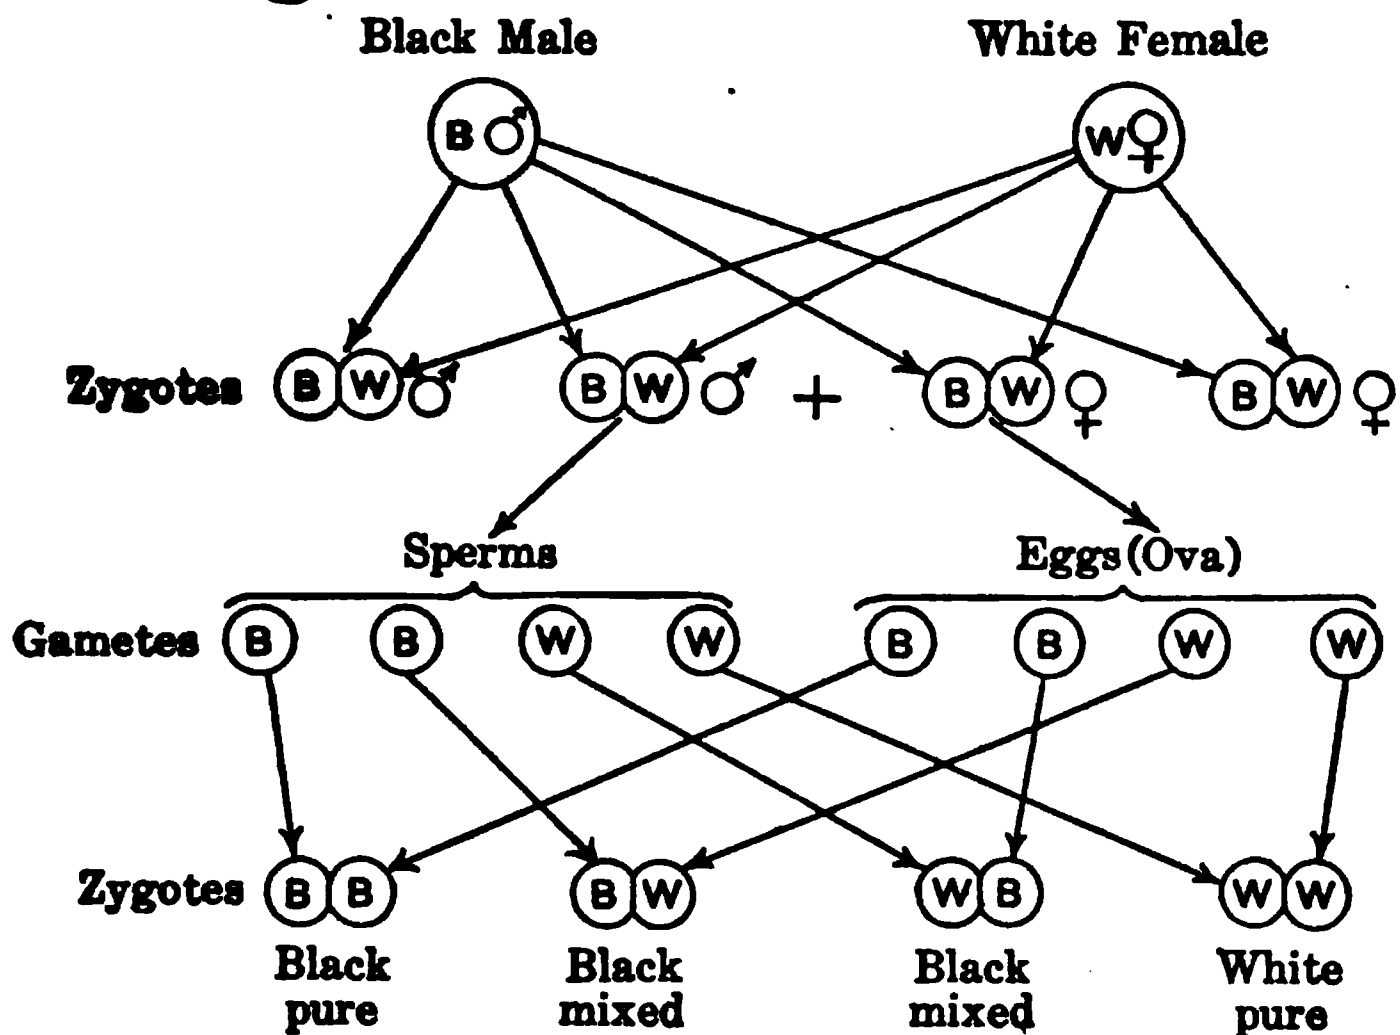 Black Male White Female
B ♂ W ♀
Zygotes B W ♂ B W ♂ + B W ♀ B W ♀
Sperms Eggs (Ova)
Gametes B B W W B B W W
Zygotes B B B W W B W W
Black Black Black White
pure mixed mixed pure